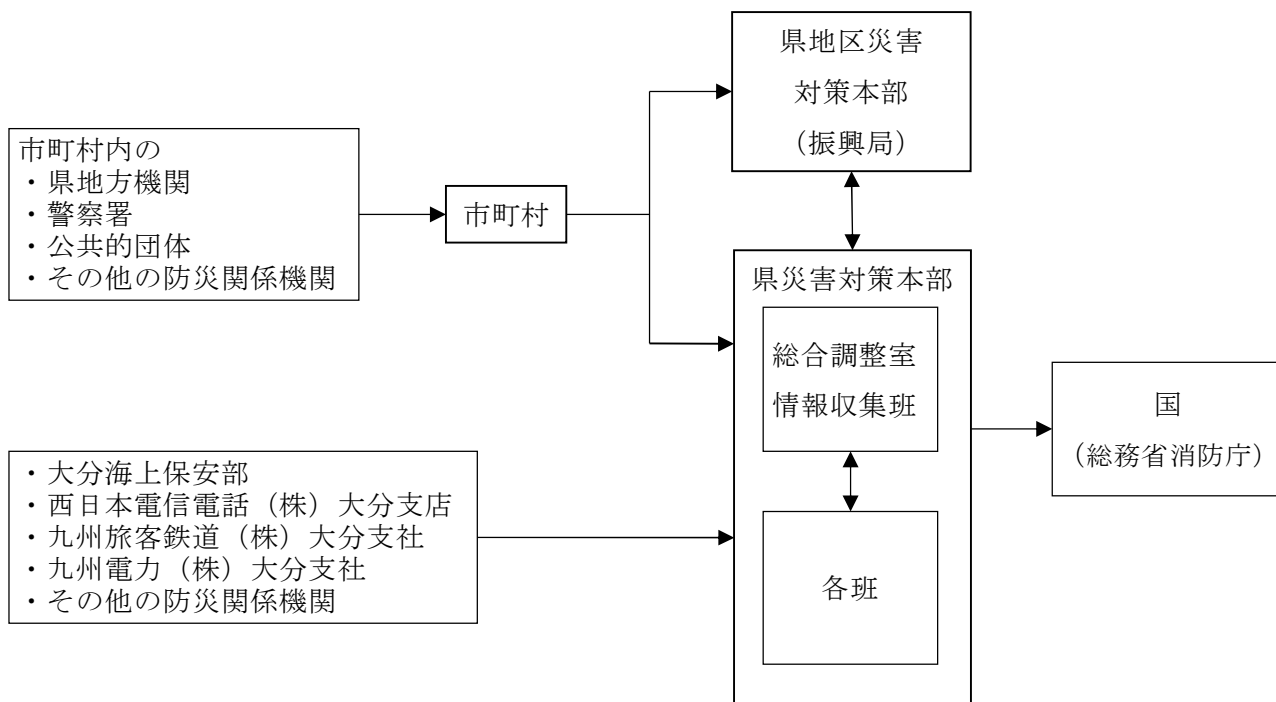 県地区災害
対策本部
（振興局）
市町村内の
・県地方機関
・警察署
・公共的団体
・その他の防災関係機関
市町村
県災害対策本部
総合調整室
情報収集班
国
（総務省消防庁）
・大分海上保安部
・西日本電信電話（株）大分支店
・九州旅客鉄道（株）大分支社
・九州電力（株）大分支社
・その他の防災関係機関
各班